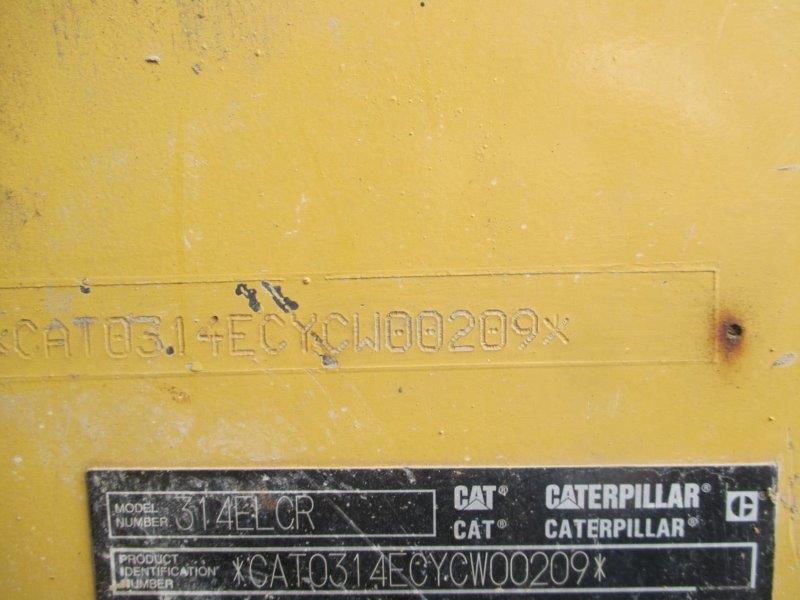 *CAT0314ECYCW00209*
MODEL NUMBER 314ELCR
CAT® CATERPILLAR®
CAT® CATERPILLAR®
PRODUCT IDENTIFICATION NUMBER *CAT0314ECYCW00209*